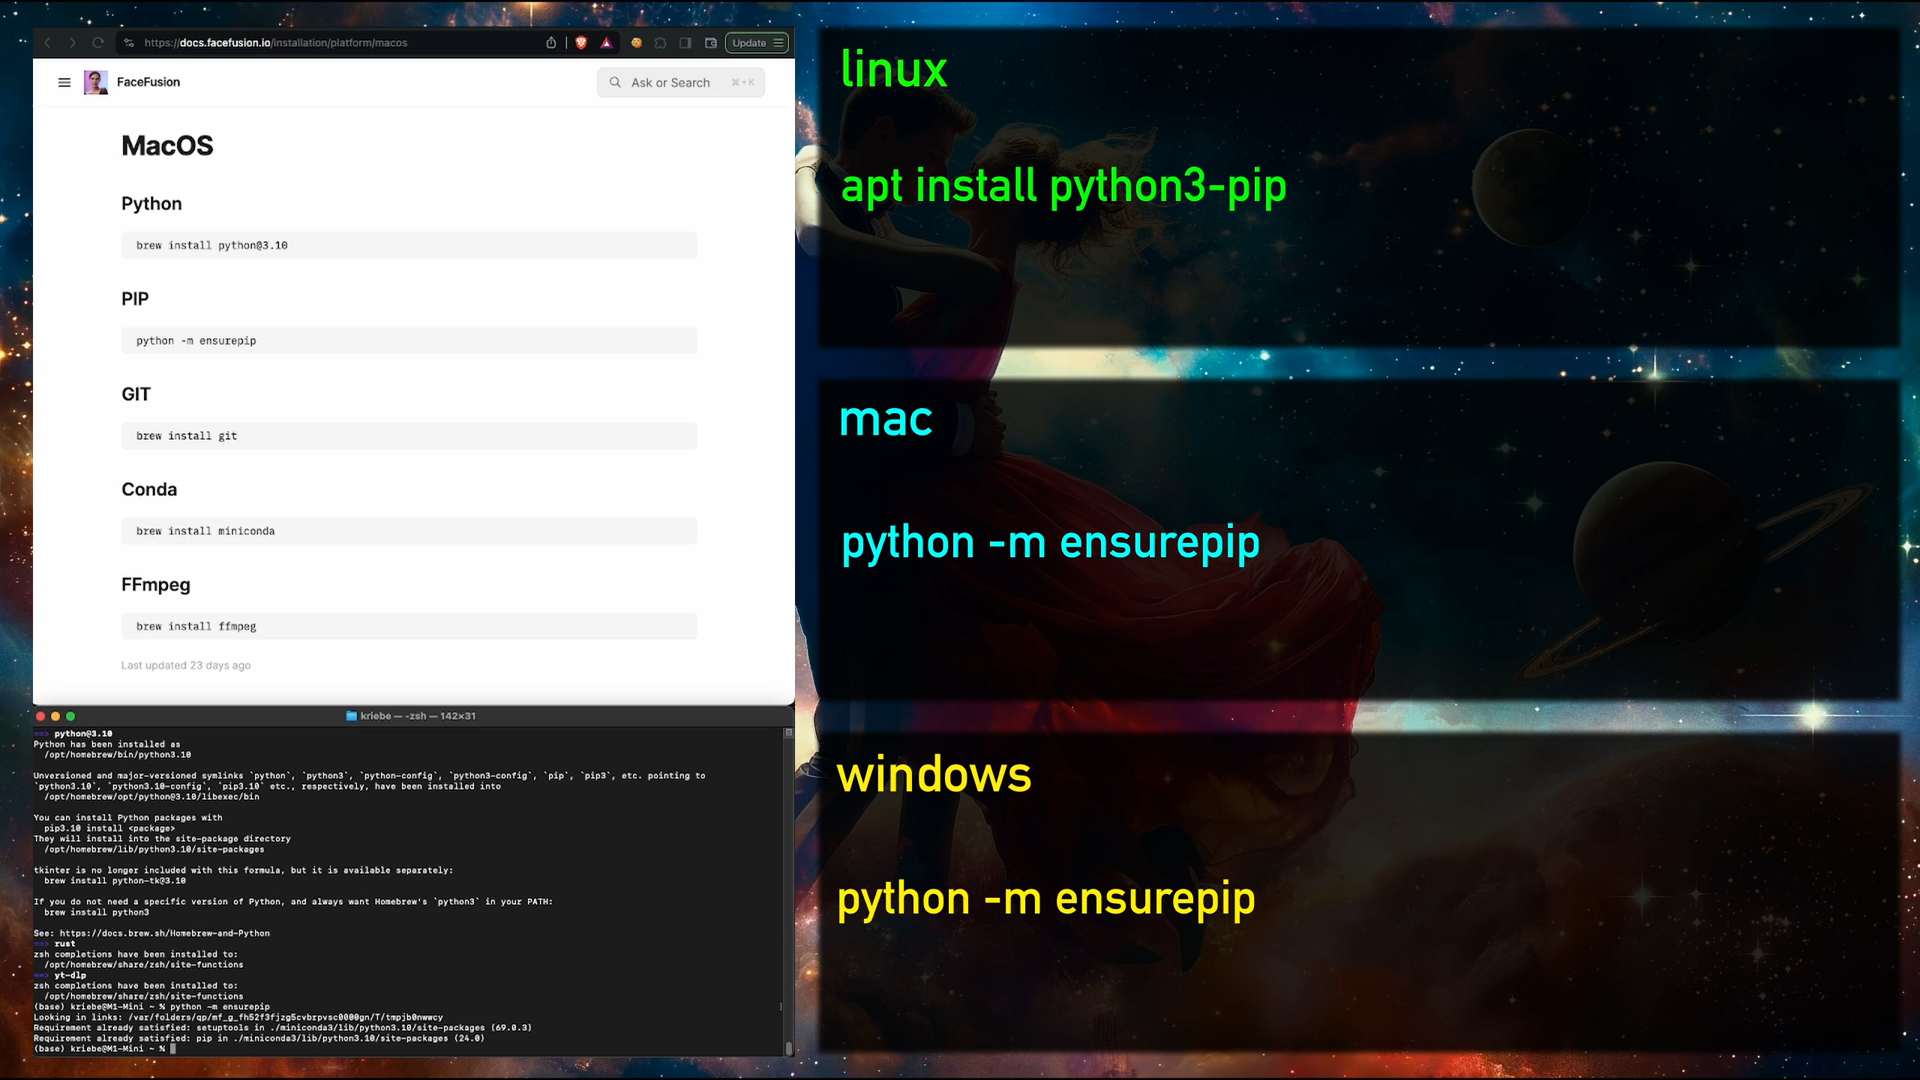 https://docs.facefusion.io/installation/platform/macos
Update
FaceFusion
Ask or Search
⌘+K
MacOS
Python
brew install python@3.10
PIP
python -m ensurepip
GIT
brew install git
Conda
brew install miniconda
FFmpeg
brew install ffmpeg
Last updated 23 days ago
kriebe — -zsh — 142×31
==> python@3.10
Python has been installed as
/opt/homebrew/bin/python3.10
Unversioned and major-versioned symlinks `python`, `python3`, `python-config`, `python3-config`, `pip`, `pip3`, etc. pointing to
`python3.10`, `python3.10-config`, `pip3.10` etc., respectively, have been installed into
/opt/homebrew/opt/python@3.10/libexec/bin
You can install Python packages with
pip3.10 install <package>
They will install into the site-package directory
/opt/homebrew/lib/python3.10/site-packages
tkinter is no longer included with this formula, but it is available separately:
brew install python-tk@3.10
If you do not need a specific version of Python, and always want Homebrew's `python3` in your PATH:
brew install python3
See: https://docs.brew.sh/Homebrew-and-Python
==> rust
zsh completions have been installed to:
/opt/homebrew/share/zsh/site-functions
==> yt-dlp
zsh completions have been installed to:
/opt/homebrew/share/zsh/site-functions
(base) kriebe@M1-Mini ~ % python -m ensurepip
Looking in links: /var/folders/qp/mf_g_fh52f3fjzg5cvbrpvsc0000gn/T/tmpjb0nwwcy
Requirement already satisfied: setuptools in ./miniconda3/lib/python3.10/site-packages (69.0.3)
Requirement already satisfied: pip in ./miniconda3/lib/python3.10/site-packages (24.0)
(base) kriebe@M1-Mini ~ %
linux
apt install python3-pip
mac
python -m ensurepip
windows
python -m ensurepip